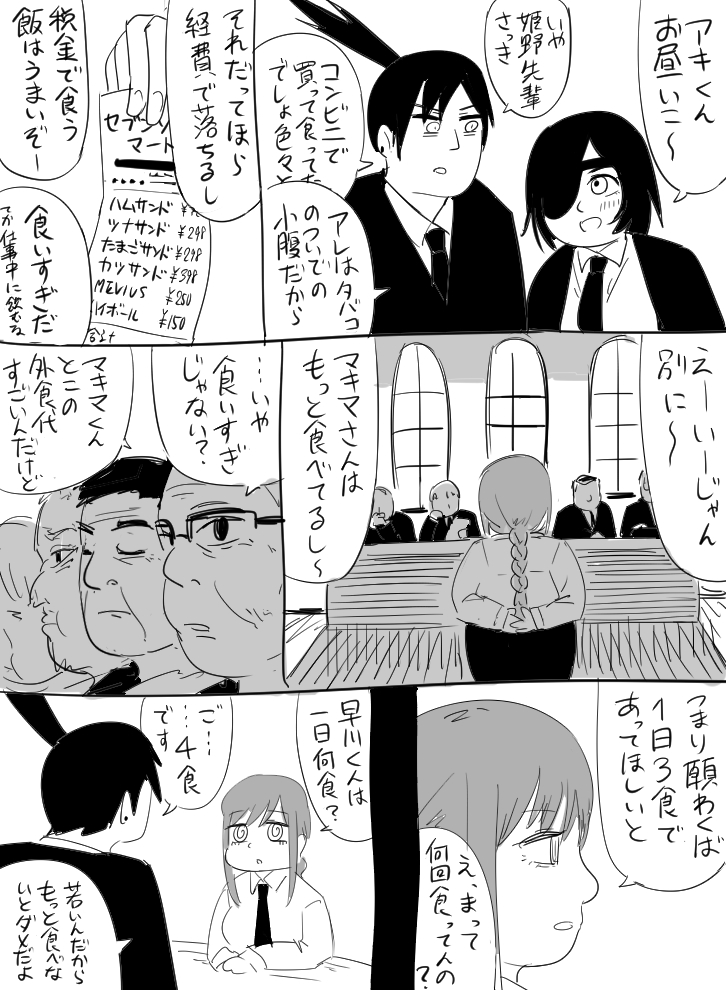 アキくん
お昼いこ〜
いや
姫野先輩
さっき
コンビニで
買って食ってた
でしょ色々と
アレはタバコ
のついでの
小腹だから
それだってほら
経費で落ちるし
セブン
マート
ハムサンド
ツナサンド ¥298
たまごサンド ¥298
カツサンド ¥398
MEVIUS ¥250
ハイボール ¥150
合計
税金で食う
飯はうまいぞー
食いすぎだ
てか仕事中に飲むな
えーいーじゃん
別に〜
マキマさんは
もっと食べてるし〜
…いや
食いすぎ
じゃない?
マキマくん
とこの
外食代
すごいんだけど
つまり願わくば
1日3食で
あってほしいと
え、まって
何回食ってんの
?
早川くんは
一日何食?
ご…
…4食
です
若いんだから
もっと食べな
いとダメだよ